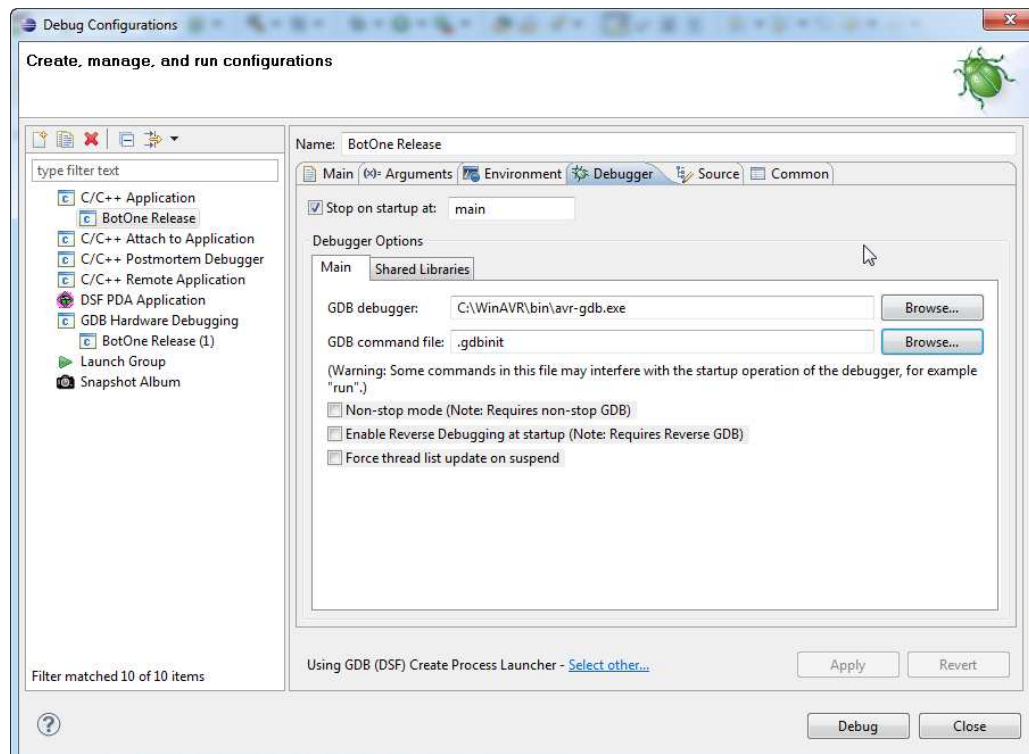 Debug Configurations
Create, manage, and run configurations
type filter text
C/C++ Application
BotOne Release
C/C++ Attach to Application
C/C++ Postmortem Debugger
C/C++ Remote Application
DSF PDA Application
GDB Hardware Debugging
BotOne Release (1)
Launch Group
Snapshot Album
Filter matched 10 of 10 items
Name: BotOne Release
Main (x)= Arguments Environment Debugger Source Common
Stop on startup at: main
Debugger Options
Main Shared Libraries
GDB debugger: C:\WinAVR\bin\avr-gdb.exe Browse...
GDB command file: .gdbinit Browse...
(Warning: Some commands in this file may interfere with the startup operation of the debugger, for example
"run".)
Non-stop mode (Note: Requires non-stop GDB)
Enable Reverse Debugging at startup (Note: Requires Reverse GDB)
Force thread list update on suspend
Using GDB (DSF) Create Process Launcher - Select other... Apply Revert
Debug Close